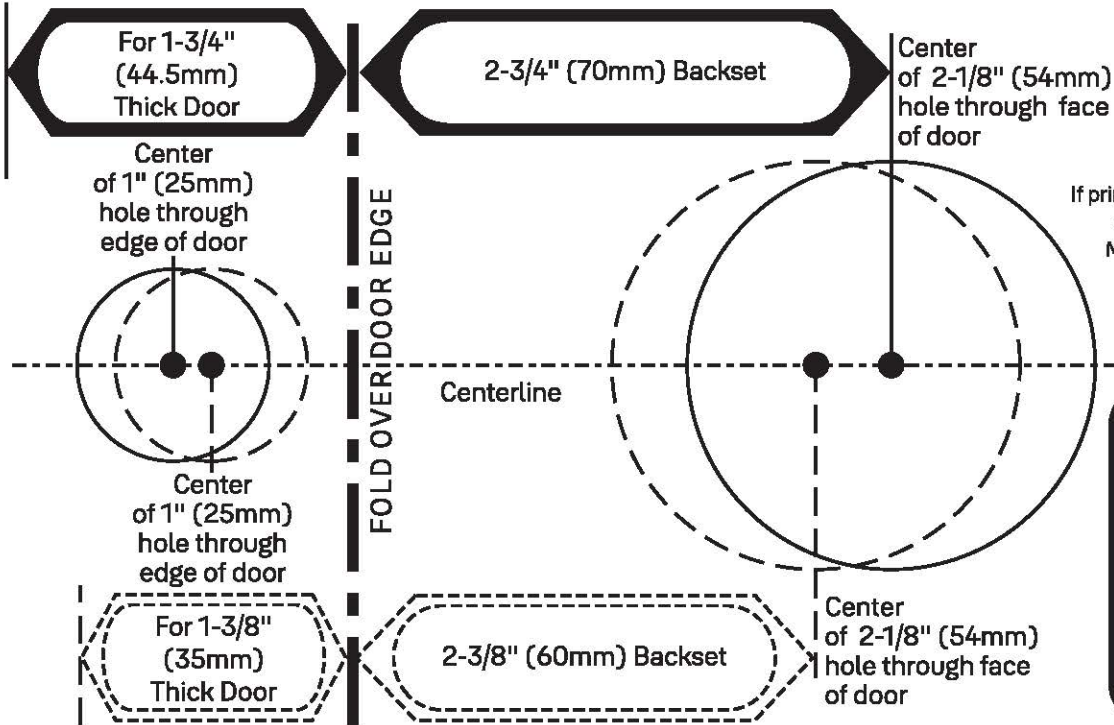 For 1-3/4"
(44.5mm)
Thick Door
2-3/4" (70mm) Backset
Center
of 2-1/8" (54mm)
hole through face
of door
Center
of 1" (25mm)
hole through
edge of door
If prin
M
FOLD OVER DOOR EDGE
Centerline
Center
of 1" (25mm)
hole through
edge of door
For 1-3/8"
(35mm)
Thick Door
2-3/8" (60mm) Backset
Center
of 2-1/8" (54mm)
hole through face
of door